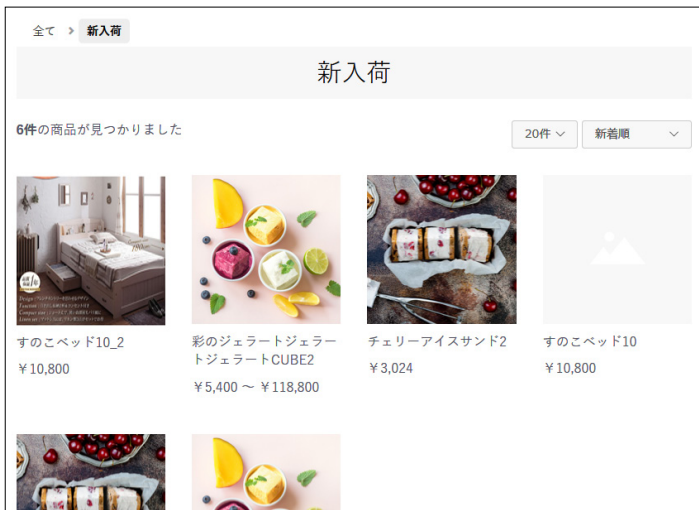 全て > 新入荷
新入荷
6件の商品が見つかりました
20件 新着順
すのこベッド10_2
￥10,800
彩のジェラートジェラー
トジェラートCUBE2
￥5,400 ～ ￥118,800
チェリーアイスサンド2
￥3,024
すのこベッド10
￥10,800